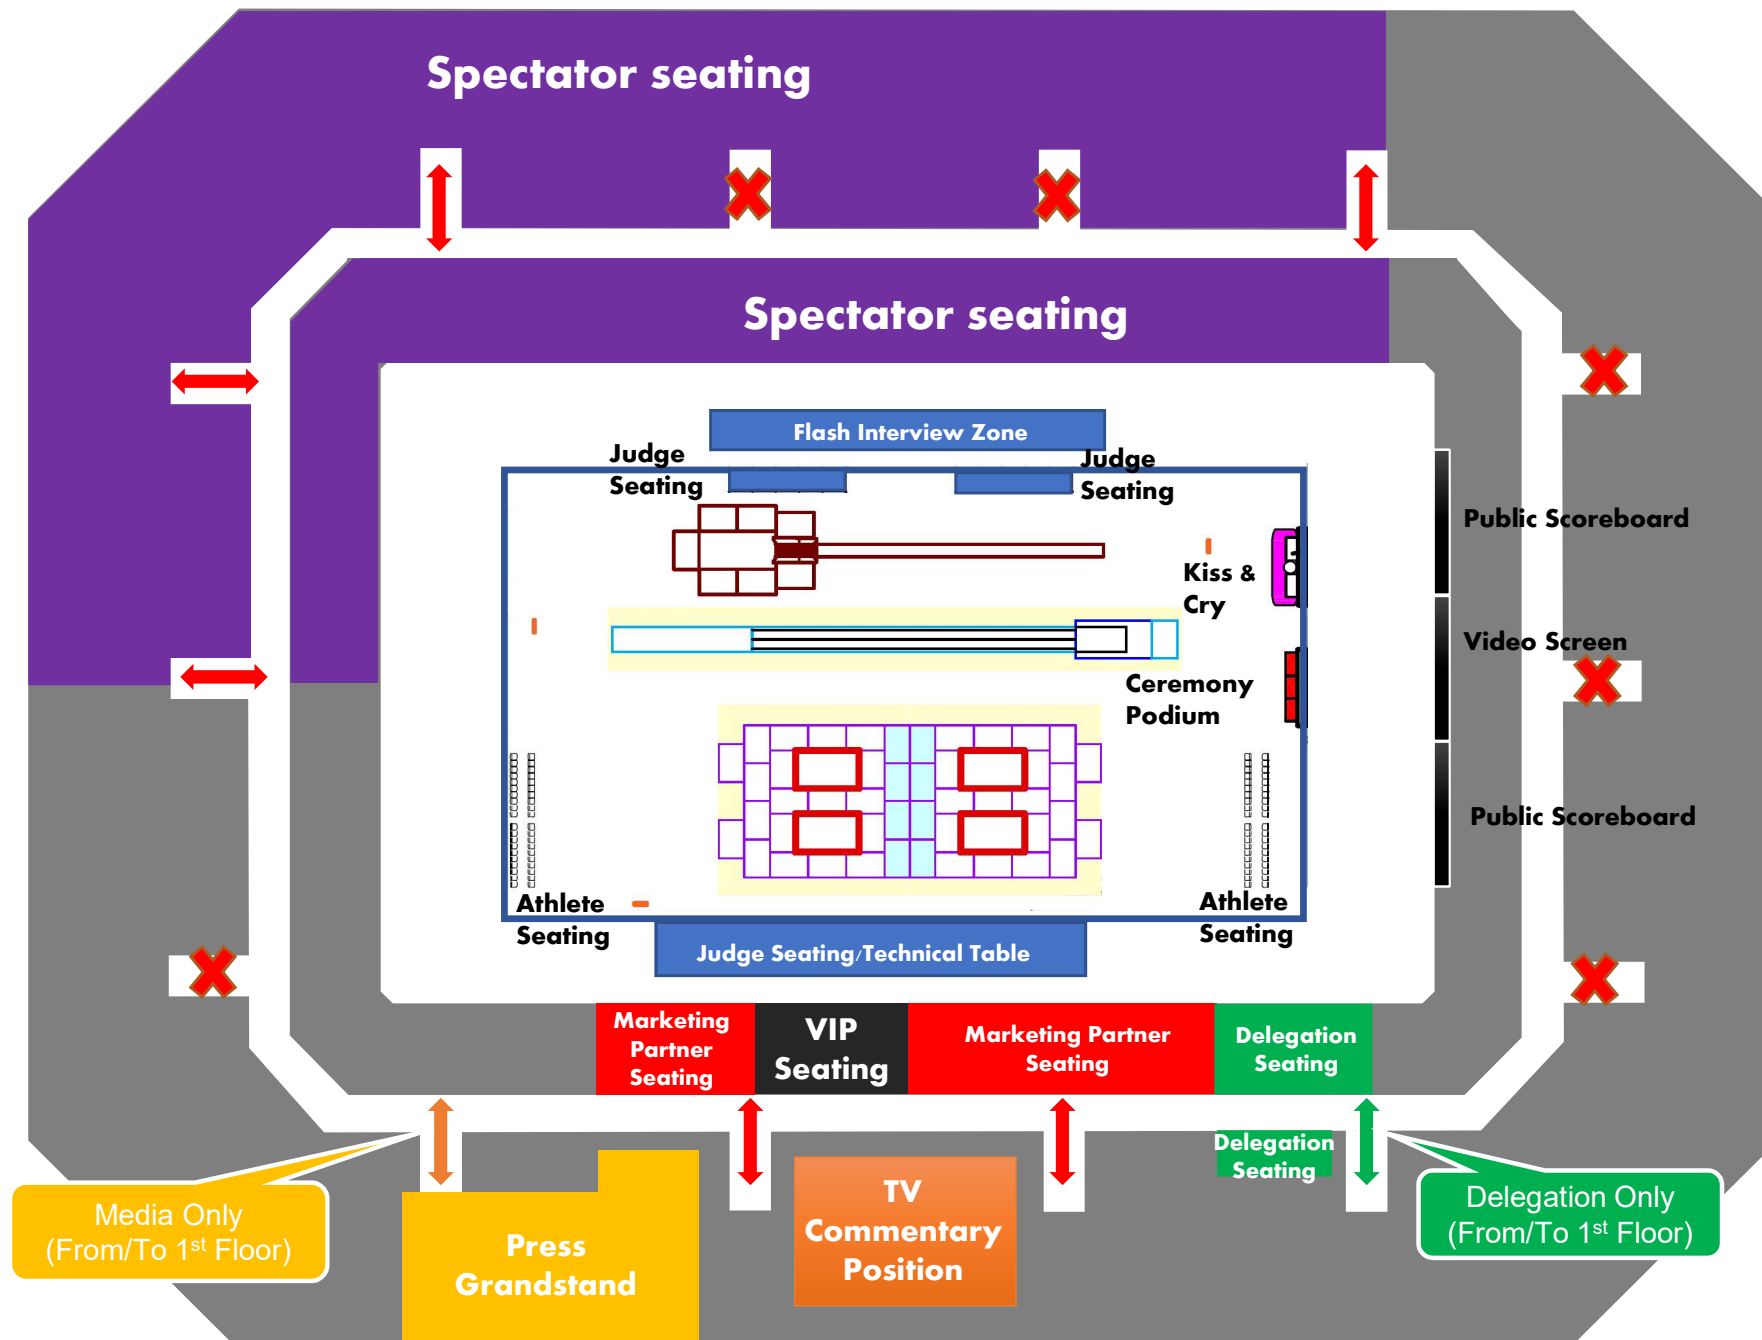 Spectator seating
Spectator seating
Flash Interview Zone
Judge
Seating
Judge
Seating
Public Scoreboard
Kiss &
Cry
Video Screen
Ceremony
Podium
Public Scoreboard
Athlete
Seating
Athlete
Seating
Judge Seating/Technical Table
Marketing
Partner
Seating
VIP
Seating
Marketing Partner
Seating
Delegation
Seating
Delegation
Seating
Media Only
(From/To 1st Floor)
Press
Grandstand
TV
Commentary
Position
Delegation Only
(From/To 1st Floor)